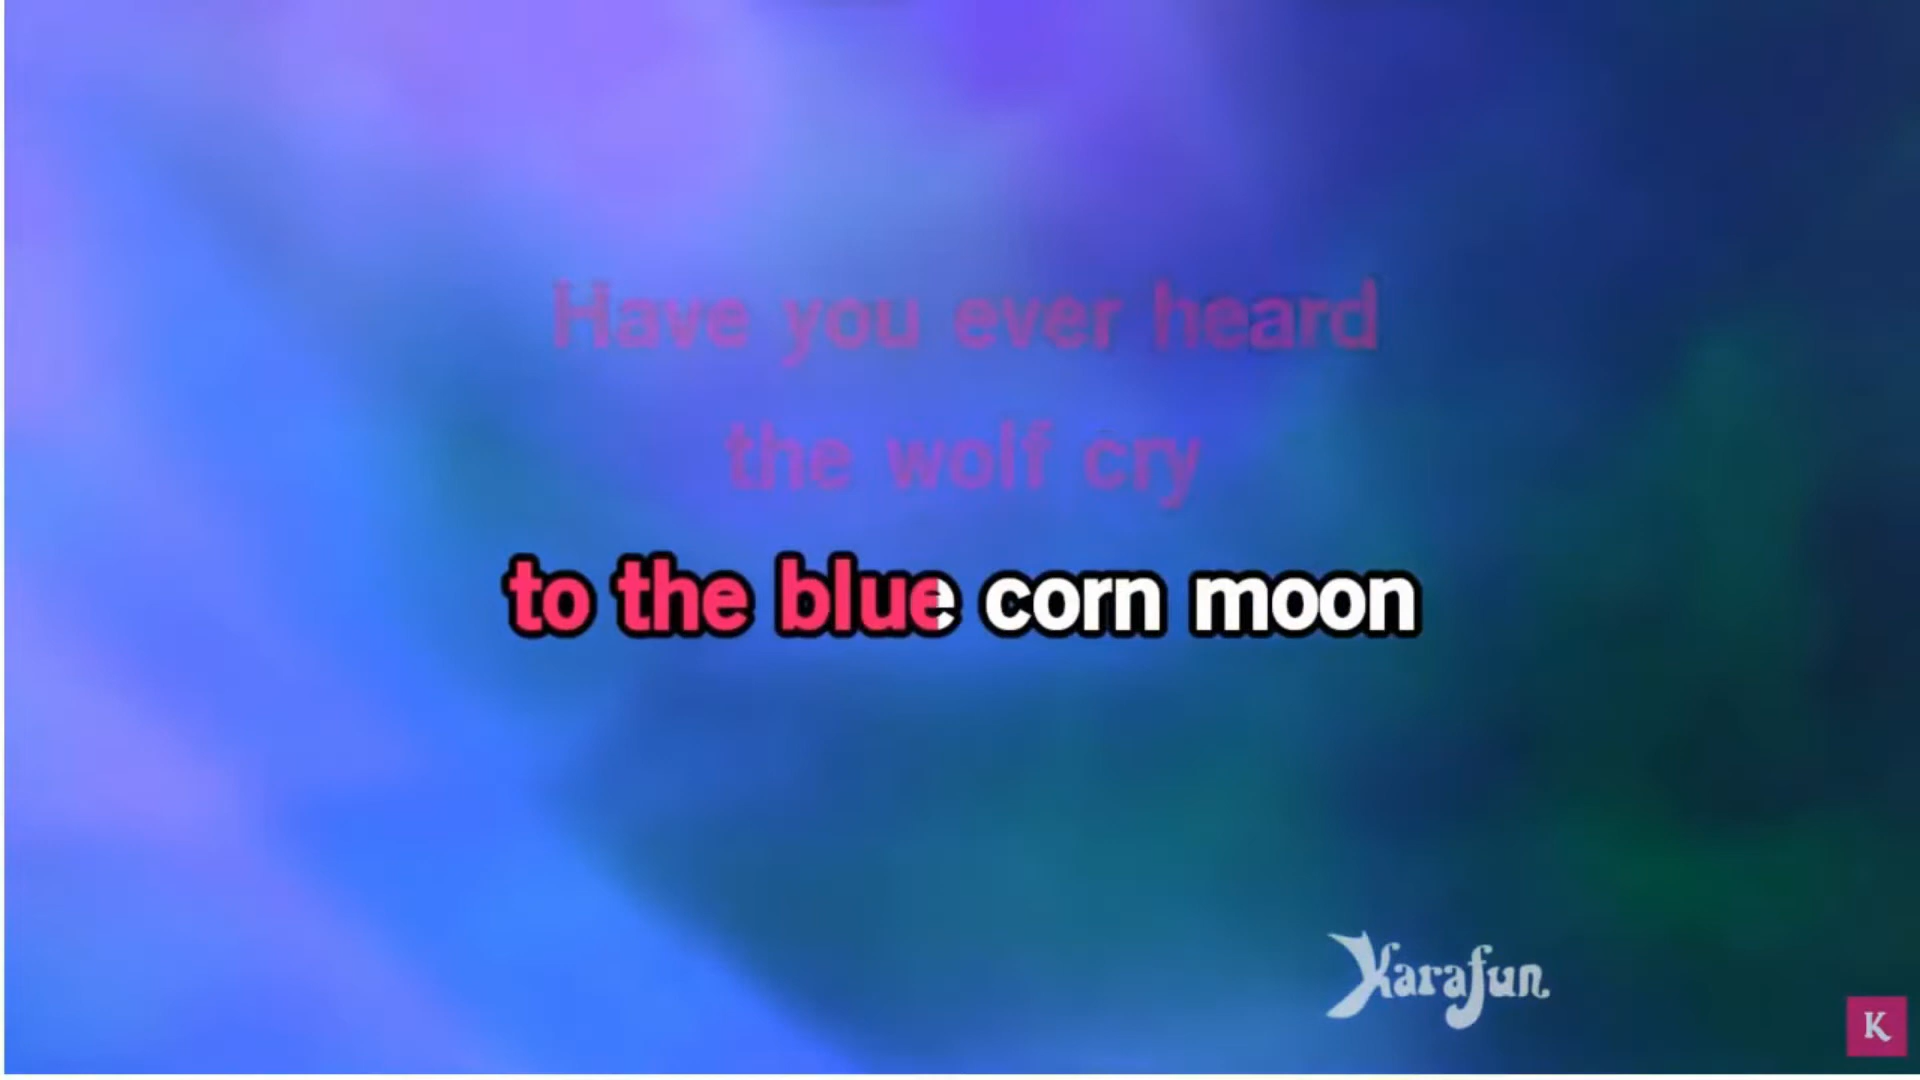 Have you ever heard
the wolf cry
to the blue corn moon
Karafun
K